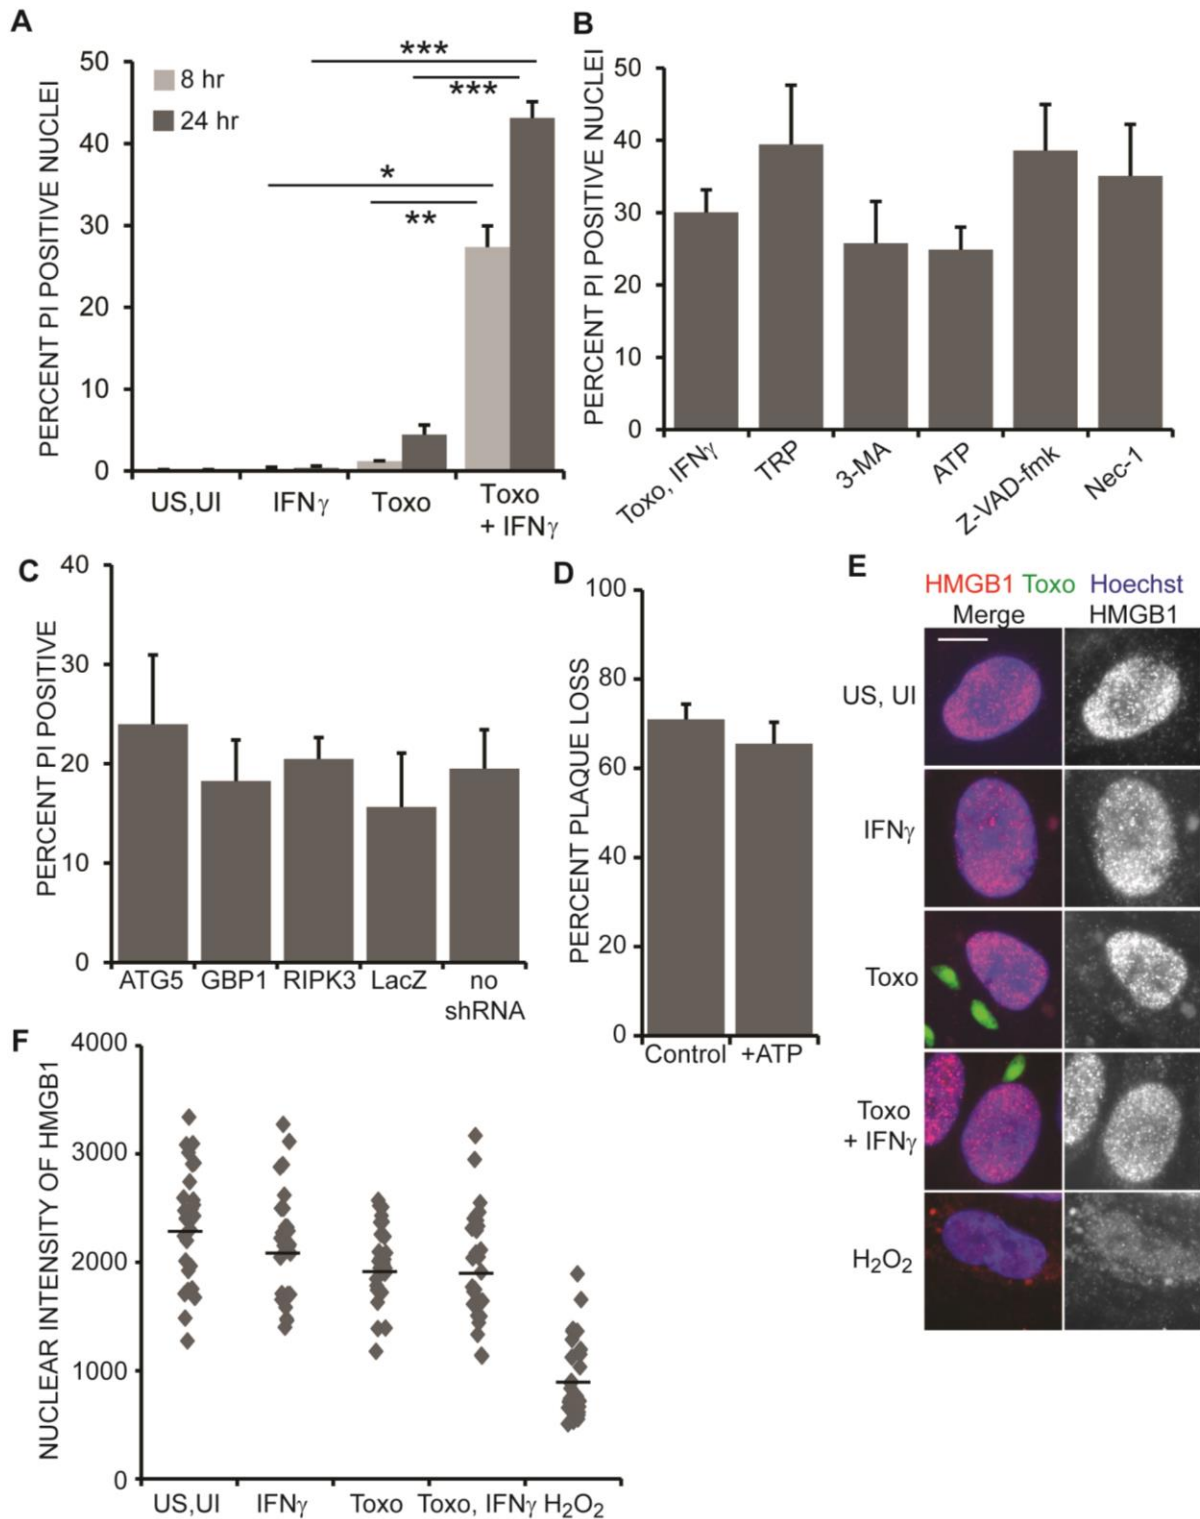 A
PERCENT PI POSITIVE NUCLEI
50
40
30
20
10
0
8 hr
24 hr
***
***
*
**
US,UI
IFNγ
Toxo
Toxo
+ IFNγ
B
PERCENT PI POSITIVE NUCLEI
50
40
30
20
10
0
Toxo, IFNγ
TRP
3-MA
ATP
Z-VAD-fmk
Nec-1
C
PERCENT PI POSITIVE
40
30
20
10
0
ATG5
GBP1
RIPK3
LacZ
no
shRNA
D
PERCENT PLAQUE LOSS
100
80
60
40
20
0
Control
+ATP
E
HMGB1 Toxo Hoechst
Merge
HMGB1
US, UI
IFNγ
Toxo
Toxo
+ IFNγ
H₂O₂
F
NUCLEAR INTENSITY OF HMGB1
4000
3000
2000
1000
0
US,UI
IFNγ
Toxo
Toxo, IFNγ
H₂O₂